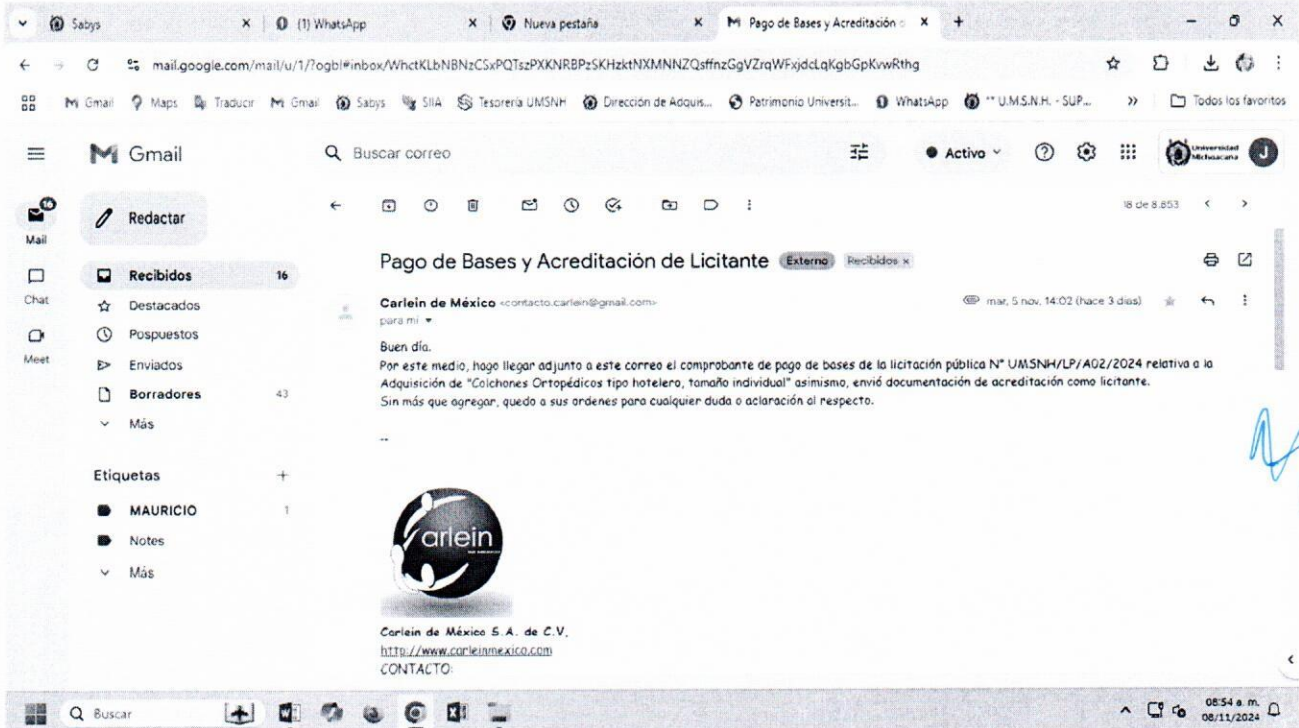 Sabys
(1) WhatsApp
Nueva pestaña
Pago de Bases y Acreditación
mail.google.com/mail/u/1/?ogbl#inbox/WhctKLbNBNzCSxPQTszPXKNRBPzSKHzktNXMNNZQsffnzGgVZrqWFxjdcLqKgbGpKvwRthg
Gmail Maps Traducir Gmail Sabys SIIA Tesorería UMSNH Dirección de Adquis... Patrimonio Universit... WhatsApp "" U.M.S.N.H. - SUP... » Todos los favoritos
Gmail
Buscar correo
Activo
Universidad
Michoacana
J
16
Mail
Chat
Meet
Redactar
18 de 8.853
Recibidos 16
Destacados
Pospuestos
Enviados
Borradores 43
Más
Etiquetas +
MAURICIO 1
Notes
Más
Pago de Bases y Acreditación de Licitante Externo Recibidos x
Carlein de México <contacto.carlein@gmail.com>
mar, 5 nov, 14:02 (hace 3 días)
para mí
Buen día.
Por este medio, hago llegar adjunto a este correo el comprobante de pago de bases de la licitación pública N° UMSNH/LP/A02/2024 relativa a la
Adquisición de "Colchones Ortopédicos tipo hotelero, tamaño individual" asimismo, envió documentación de acreditación como licitante.
Sin más que agregar, quedo a sus ordenes para cualquier duda o aclaración al respecto.
--
arlein
Carlein de México S.A. de C.V.
http://www.carleinmexico.com
CONTACTO:
Buscar
08:54 a. m.
08/11/2024